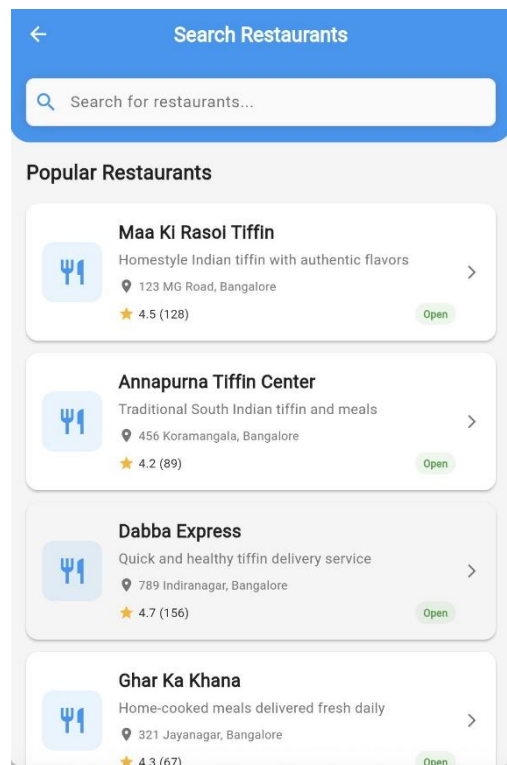 Search Restaurants
Search for restaurants...
Popular Restaurants
Maa Ki Rasoi Tiffin
Homestyle Indian tiffin with authentic flavors
123 MG Road, Bangalore
4.5 (128)
Open
Annapurna Tiffin Center
Traditional South Indian tiffin and meals
456 Koramangala, Bangalore
4.2 (89)
Open
Dabba Express
Quick and healthy tiffin delivery service
789 Indiranagar, Bangalore
4.7 (156)
Open
Ghar Ka Khana
Home-cooked meals delivered fresh daily
321 Jayanagar, Bangalore
4.3 (67)
Open